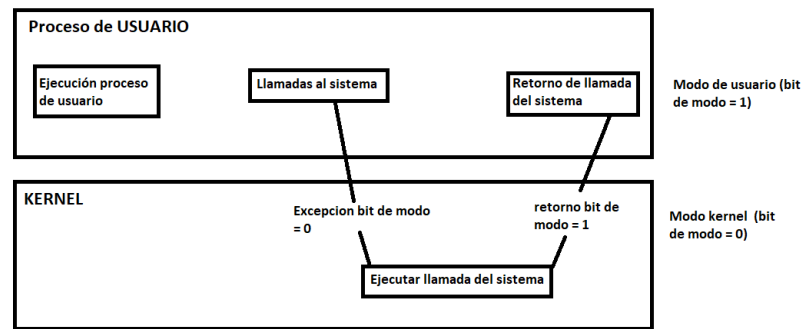 Proceso de USUARIO
Ejecución proceso
de usuario
Llamadas al sistema
Retorno de llamada
del sistema
Modo de usuario (bit
de modo = 1)
KERNEL
Excepcion bit de modo
= 0
retorno bit de
modo = 1
Modo kernel (bit
de modo = 0)
Ejecutar llamada del sistema